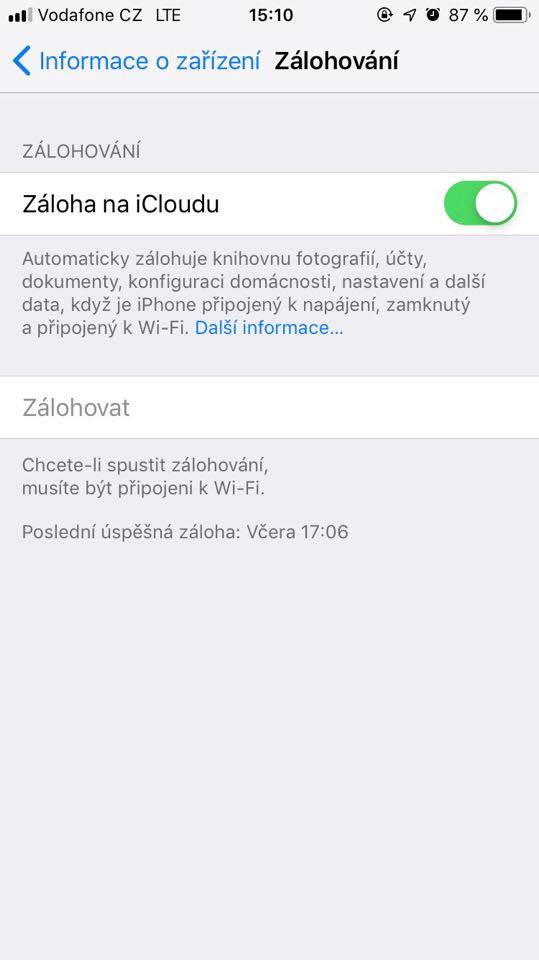 Vodafone CZ LTE 15:10 87 %
Informace o zařízení Zálohování
ZÁLOHOVÁNÍ
Záloha na iCloudu
Automaticky zálohuje knihovnu fotografií, účty,
dokumenty, konfiguraci domácnosti, nastavení a další
data, když je iPhone připojený k napájení, zamknutý
a připojený k Wi-Fi. Další informace...
Zálohovat
Chcete-li spustit zálohování,
musíte být připojeni k Wi-Fi.
Poslední úspěšná záloha: Včera 17:06